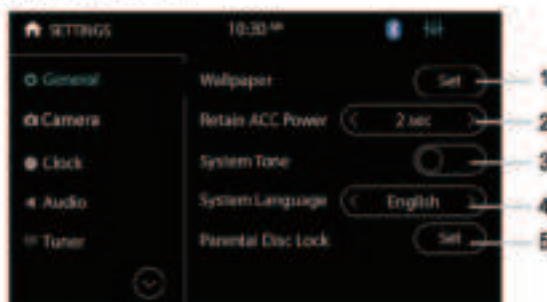 SETTINGS 10:30 AM
General
Camera
Clock
Audio
Tuner
Wallpaper Set 1
Retain ACC Power 2 sec 2
System Tone 3
System Language English 4
Parental Disc Lock Set 5